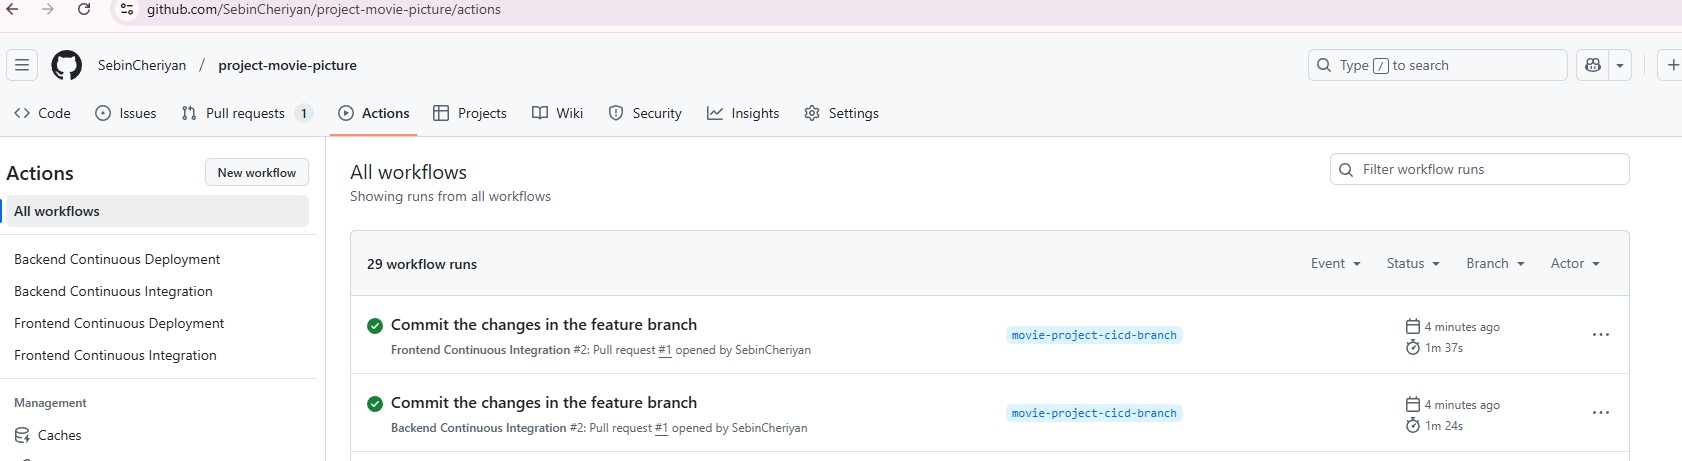 github.com/SebinCheriyan/project-movie-picture/actions
SebinCheriyan / project-movie-picture
Type / to search
Code Issues Pull requests 1 Actions Projects Wiki Security Insights Settings
Actions
New workflow
All workflows
Backend Continuous Deployment
Backend Continuous Integration
Frontend Continuous Deployment
Frontend Continuous Integration
Management
Caches
All workflows
Showing runs from all workflows
Filter workflow runs
29 workflow runs
Event Status Branch Actor
Commit the changes in the feature branch
Frontend Continuous Integration #2: Pull request #1 opened by SebinCheriyan
movie-project-cicd-branch
4 minutes ago
1m 37s
Commit the changes in the feature branch
Backend Continuous Integration #2: Pull request #1 opened by SebinCheriyan
movie-project-cicd-branch
4 minutes ago
1m 24s